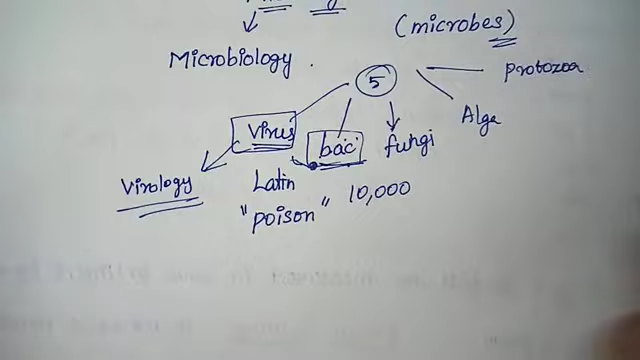 (microbes)
Microbiology.
5
protozoa
Alga
virus
bac
fungi
Virology
Latin
"poison"
10,000